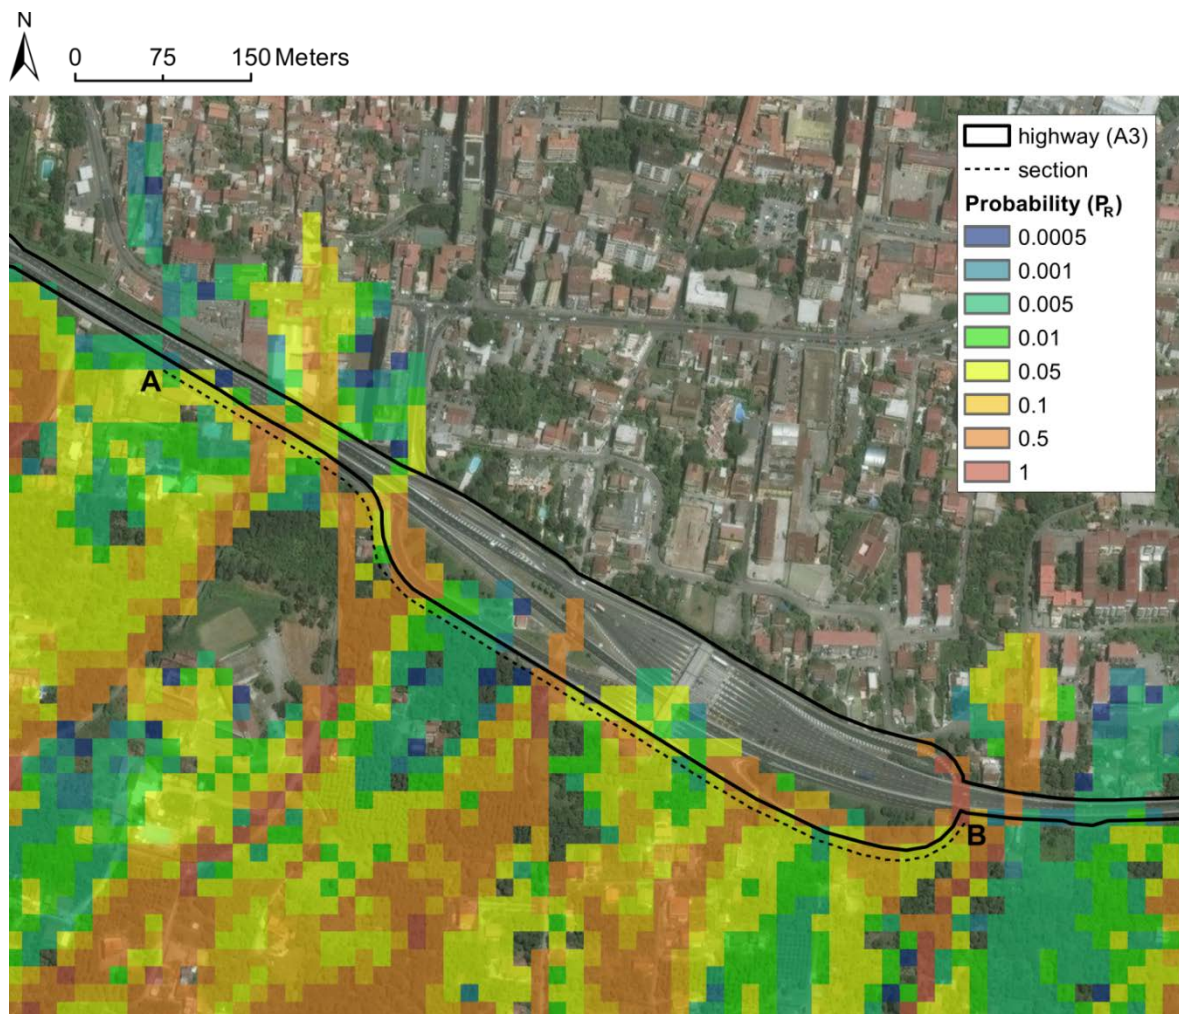 N
0 75 150 Meters
highway (A3)
section
Probability (PR)
0.0005
0.001
0.005
0.01
0.05
0.1
0.5
1
A
B